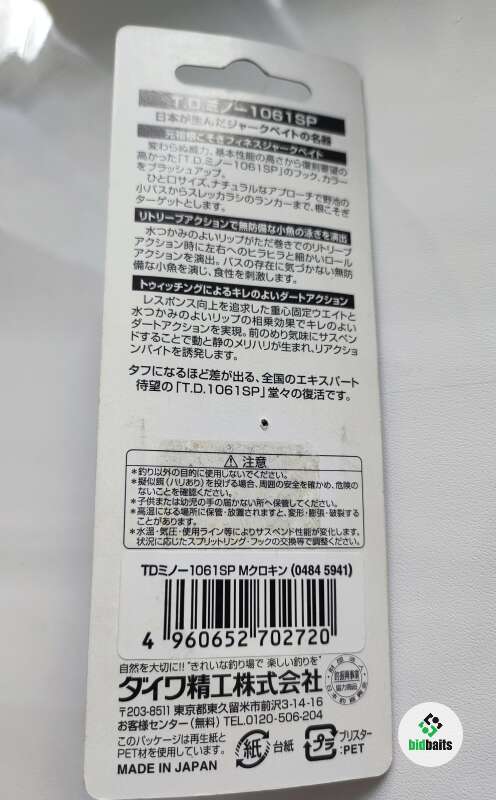 T.D.ミノー1061SP
日本が生んだジャークベイトの名器
元祖根こそぎフィネスジャークベイト
変わらぬ威力、基本性能の高さから復刻要望の
高かった「T.D.ミノー1061SP」のフック、カラー
をブラッシュアップ。
ひと口サイズ、ナチュラルなアプローチで野池の
小バスからスレッカラシのランカーまで、根こそぎ
ターゲットとします。
リトリーブアクションで無防備な小魚の泳ぎを演出
水つかみのよいリップがただ巻きでのリトリーブ
アクション時に左右へのヒラヒラと細かいロール
アクションを演出。バスの存在に気づかない無防
備な小魚を演じ、食性を刺激します。
トゥイッチングによるキレのよいダートアクション
レスポンス向上を追求した重心固定ウエイトと
水つかみのよいリップの相乗効果でキレのよい
ダートアクションを実現。前のめり気味にサスペン
ドすることで動と静のメリハリが生まれ、リアクショ
ンバイトを誘発します。
タフになるほど差が出る、全国のエキスパート
待望の「T.D.1061SP」堂々の復活です。
⚠ 注意
*釣り以外の目的に使用しないでください。
*擬似餌(ハリあり)を投げる場合、周囲の安全を確かめ、危険の
ないことを確認ください。
*子供または幼児の手の届かない所へ保管してください。
*高温になる場所に保管・放置されますと、変形・膨張・破裂する
ことがあります。
*水温・気圧・使用ライン等によりサスペンド性能が変化します。
状況に応じたスプリットリング・フックの交換等で調整ください。
TDミノー1061SP Mクロキン (0484 5941)
4 960652 702720
自然を大切に!! "きれいな釣り場で 楽しい釣りを"
ダイワ精工株式会社
〒203-8511 東京都東久留米市前沢3-14-16
お客様センター(無料) TEL.0120-506-204
このパッケージは再生紙と
PET材を使用しています。
MADE IN JAPAN
紙 台紙
プラ ブリスター
:PET
bidbaits